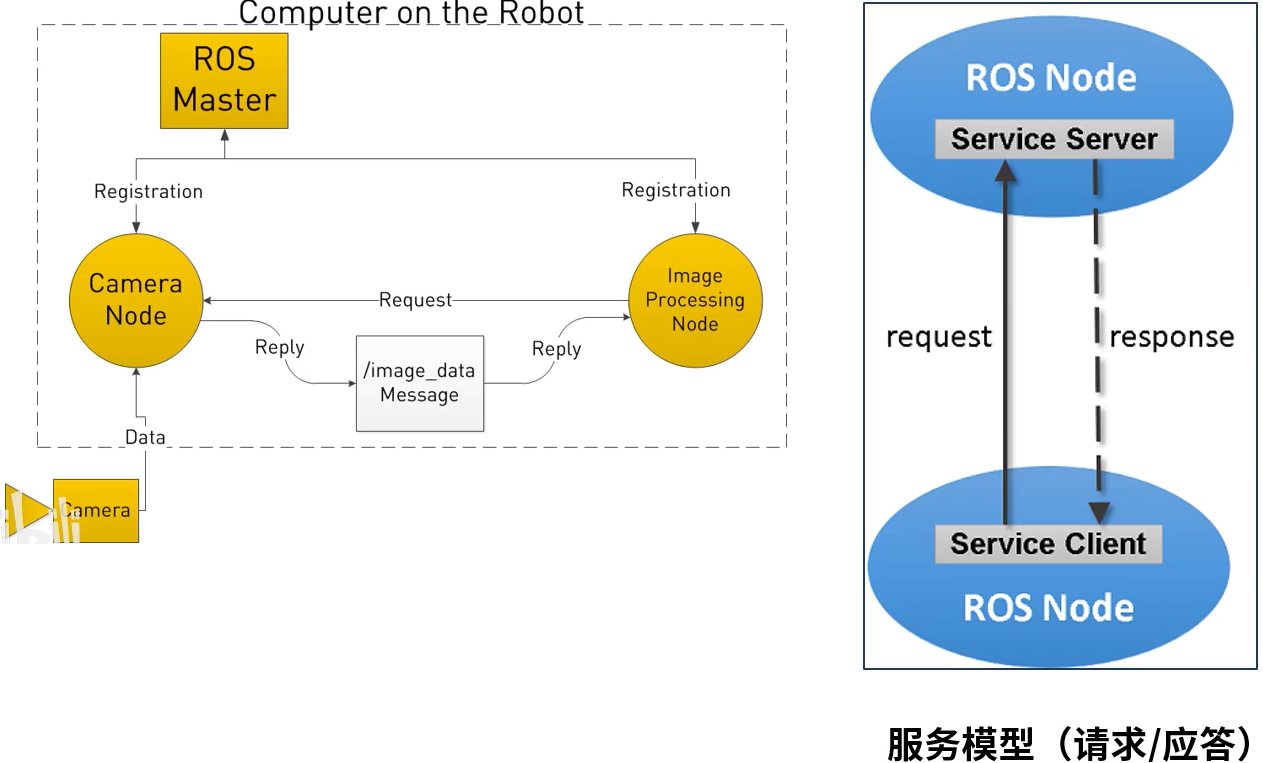 Computer on the Robot
ROS
Master
Registration
Registration
Camera
Node
Image
Processing
Node
Request
Reply
Reply
/image_data
Message
Data
Camera
ROS Node
Service Server
request
response
Service Client
ROS Node
服务模型（请求/应答）